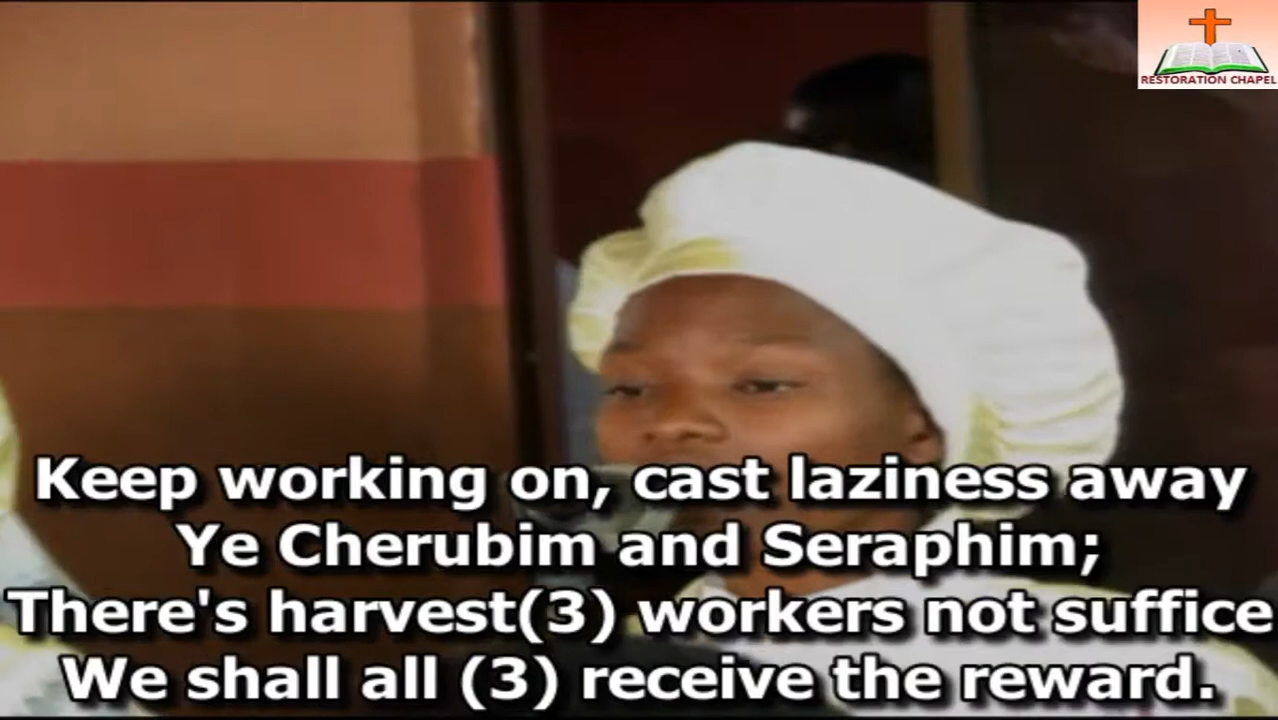 RESTORATION CHAPEL
Keep working on, cast laziness away
Ye Cherubim and Seraphim;
There's harvest(3) workers not suffice
We shall all (3) receive the reward.